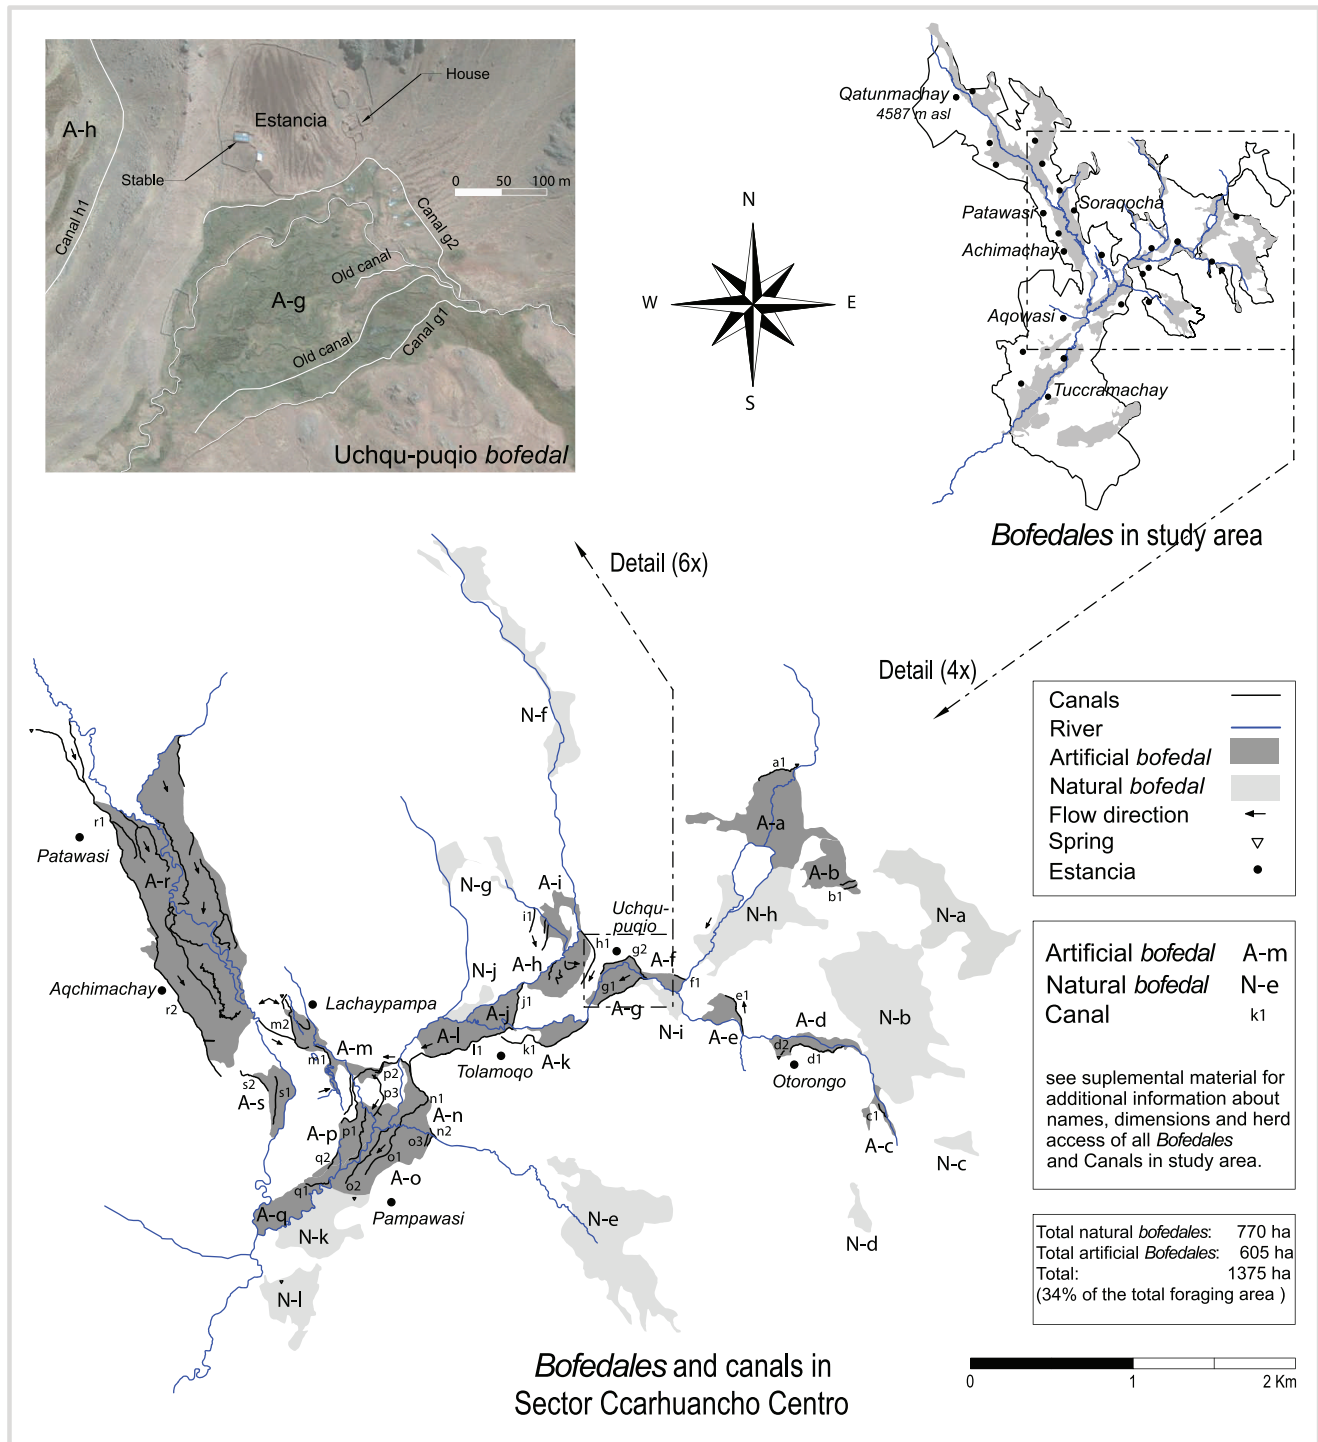 A-h
Estancia
House
Stable
0 50 100 m
Canal h1
Canal g2
Old canal
A-g
Old canal
Canal g1
Uchqu-puqio bofedal
N
W
E
S
Qatunmachay
4587 m asl
Patawasi
Soraqocha
Achimachay
Aqowasi
Tuccramachay
Bofedales in study area
Detail (6x)
Detail (4x)
Canals
River
Artificial bofedal
Natural bofedal
Flow direction
Spring
Estancia
Artificial bofedal A-m
Natural bofedal N-e
Canal k1
see suplemental material for
additional information about
names, dimensions and herd
access of all Bofedales
and Canals in study area.
Total natural bofedales: 770 ha
Total artificial Bofedales: 605 ha
Total: 1375 ha
(34% of the total foraging area )
0 1 2 Km
N-f
a1
A-a
A-b
b1
N-a
N-h
N-g
A-i
i1
Uchqu-
puqio
h1
g2
A-f
f1
A-h
g1
A-g
N-i
N-j
j1
A-j
A-l
l1
k1
A-k
Tolamoqo
e1
A-e
A-d
d2
d1
Otorongo
N-b
c1
A-c
N-c
N-d
r1
Patawasi
A-r
Aqchimachay
r2
Lachaypampa
m2
m1
A-m
s2
s1
A-s
p2
p3
n1
A-n
n2
A-p
p1
o3
q2
o1
o2
A-o
q1
A-q
Pampawasi
N-k
N-e
N-l
Bofedales and canals in
Sector Ccarhuancho Centro